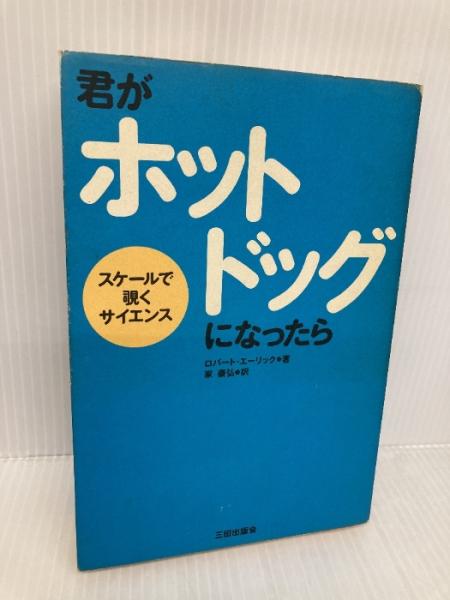 君が
ホット
ドッグ
になったら
スケールで
覗く
サイエンス
ロバート・エーリック●著
家 泰弘●訳
三田出版会